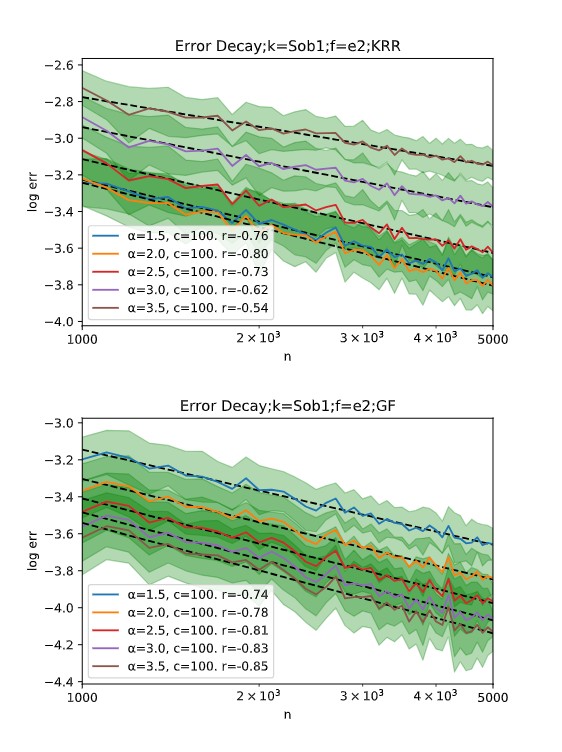 Error Decay;k=Sob1;f=e2;KRR
−2.6
−2.8
−3.0
−3.2
−3.4
−3.6
−3.8
−4.0
log err
α=1.5, c=100. r=-0.76
α=2.0, c=100. r=-0.80
α=2.5, c=100. r=-0.73
α=3.0, c=100. r=-0.62
α=3.5, c=100. r=-0.54
1000 2 × 10³ 3 × 10³ 4 × 10³ 5000
n
Error Decay;k=Sob1;f=e2;GF
−3.0
−3.2
−3.4
−3.6
−3.8
−4.0
−4.2
−4.4
log err
α=1.5, c=100. r=-0.74
α=2.0, c=100. r=-0.78
α=2.5, c=100. r=-0.81
α=3.0, c=100. r=-0.83
α=3.5, c=100. r=-0.85
1000 2 × 10³ 3 × 10³ 4 × 10³ 5000
n